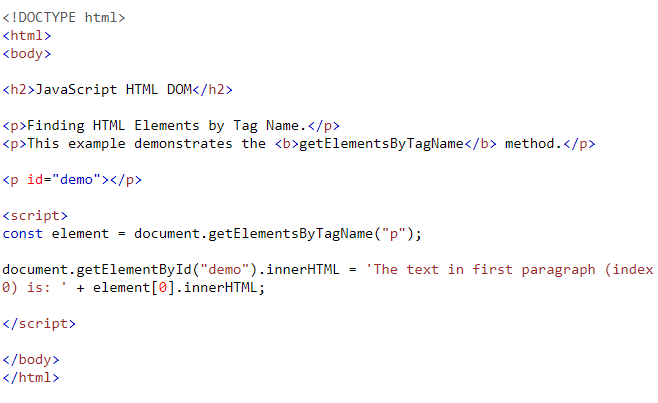 <!DOCTYPE html>
<html>
<body>
<h2>JavaScript HTML DOM</h2>
<p>Finding HTML Elements by Tag Name.</p>
<p>This example demonstrates the <b>getElementsByTagName</b> method.</p>
<p id="demo"></p>
<script>
const element = document.getElementsByTagName("p");
document.getElementById("demo").innerHTML = 'The text in first paragraph (index
0) is: ' + element[0].innerHTML;
</script>
</body>
</html>